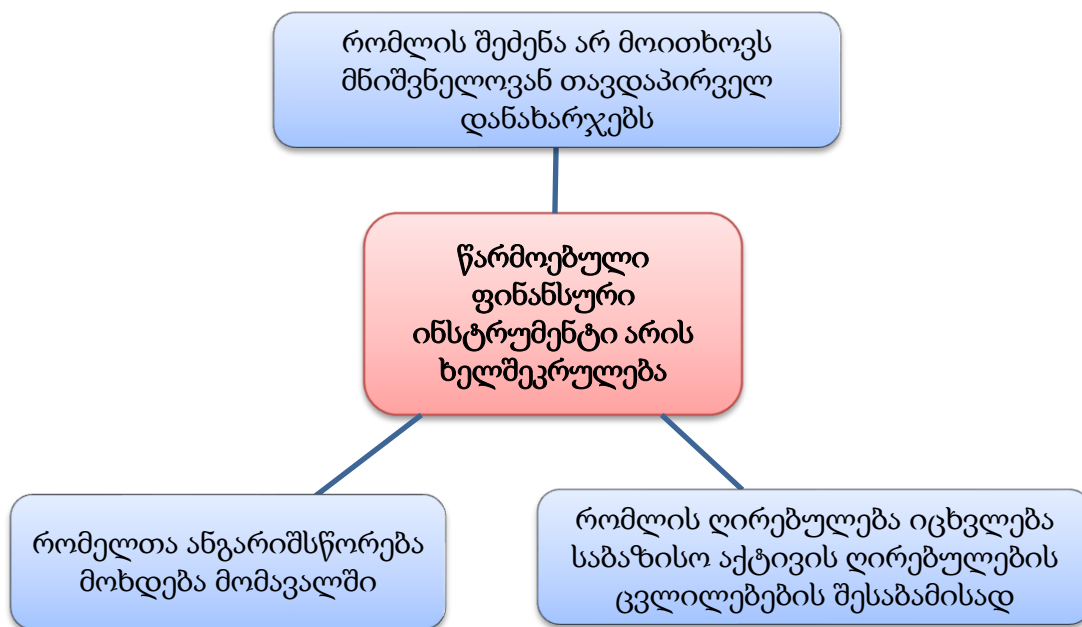 რომლის შეძენა არ მოითხოვს
მნიშვნელოვან თავდაპირველ
დანახარჯებს
წარმოებული
ფინანსური
ინსტრუმენტი არის
ხელშეკრულება
რომელთა ანგარიშსწორება
მოხდება მომავალში
რომლის ღირებულება იცხვლება
საბაზისო აქტივის ღირებულების
ცვლილებების შესაბამისად